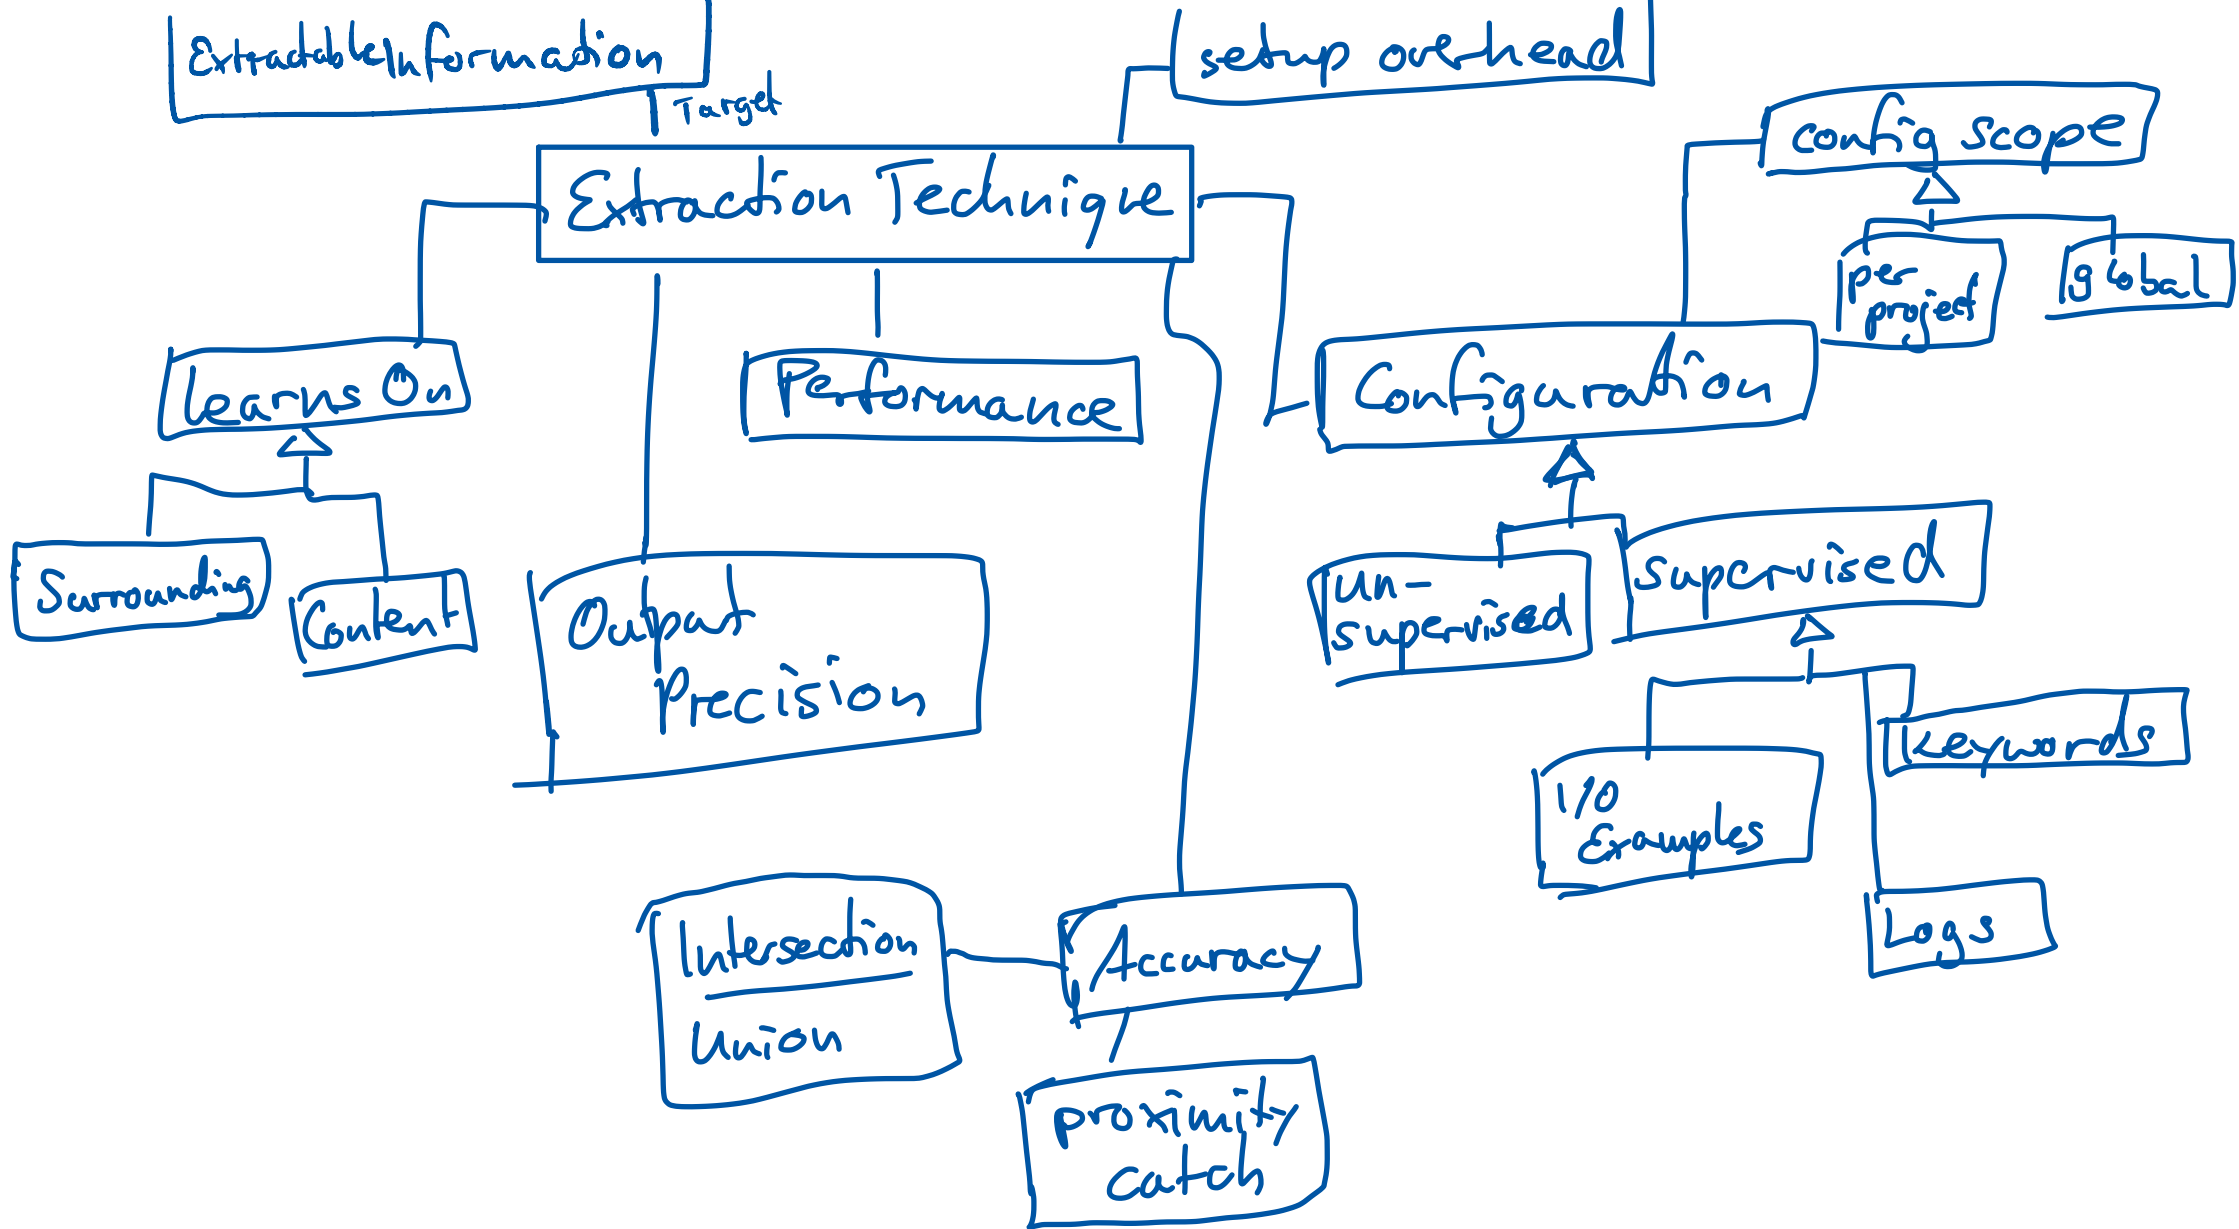 ExtractableInformation
setup overhead
Target
config scope
Extraction Technique
per
project
global
Learns On
Performance
Configuration
Surrounding
Content
Output
Precision
un-
supervised
supervised
Keywords
I/O
Examples
Logs
Intersection
Union
Accuracy
proximity
catch